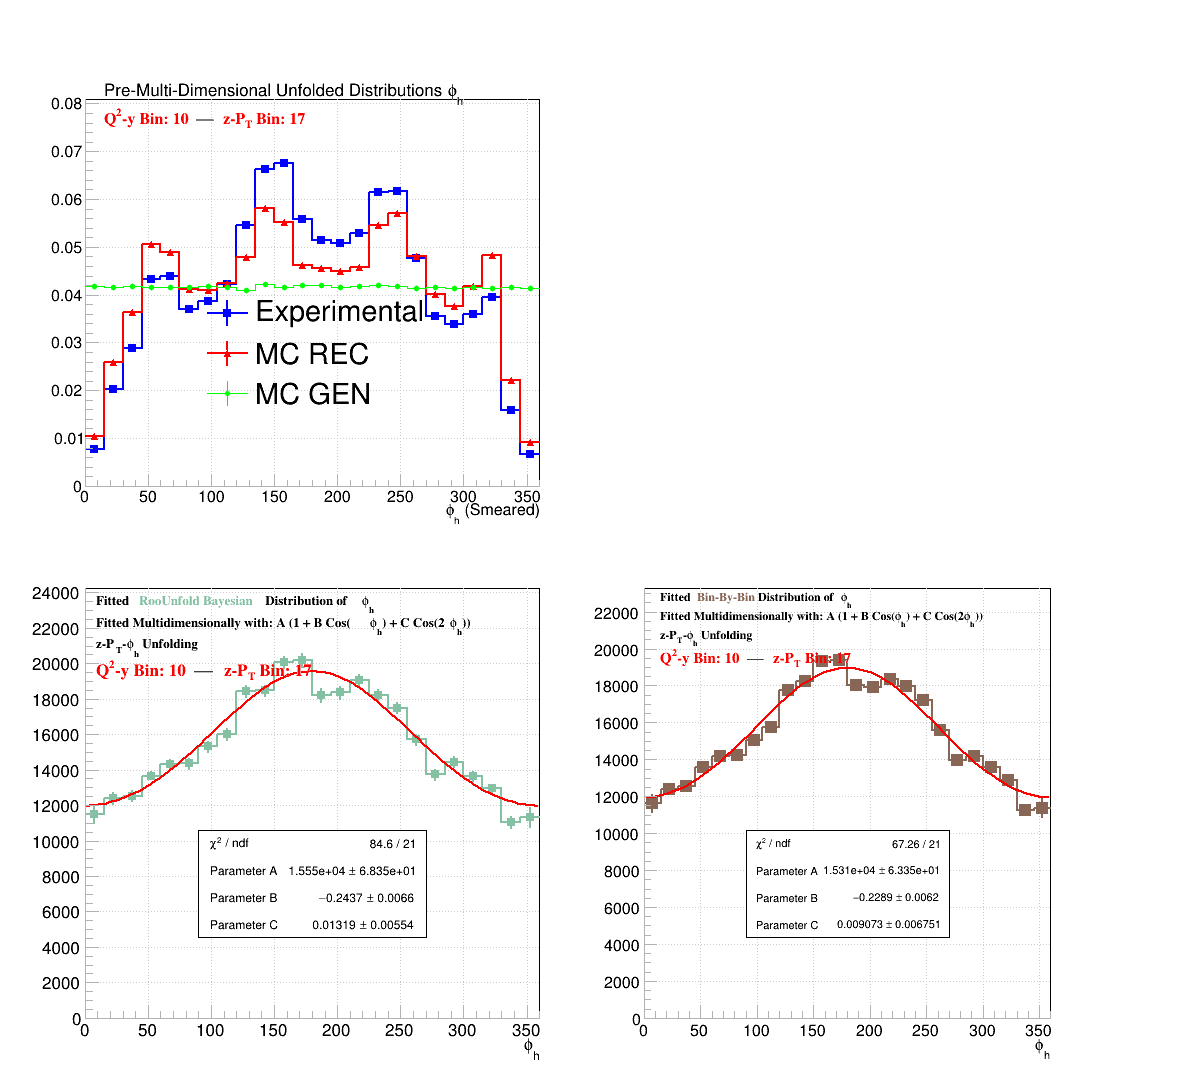 Pre-Multi-Dimensional Unfolded Distributions ϕh
Q²-y Bin: 10 — z-PT Bin: 17
0.08
0.07
0.06
0.05
0.04
0.03
0.02
0.01
0
Experimental
MC REC
MC GEN
0 50 100 150 200 250 300 350
ϕh (Smeared)
Fitted RooUnfold Bayesian Distribution of ϕh
Fitted Multidimensionally with: A (1 + B Cos( ϕh) + C Cos(2 ϕh))
z-PT-ϕh Unfolding
Q²-y Bin: 10 — z-PT Bin: 17
24000
22000
20000
18000
16000
14000
12000
10000
8000
6000
4000
2000
0
χ² / ndf 84.6 / 21
Parameter A 1.555e+04 ± 6.835e+01
Parameter B −0.2437 ± 0.0066
Parameter C 0.01319 ± 0.00554
0 50 100 150 200 250 300 350
ϕh
Fitted Bin-By-Bin Distribution of ϕh
Fitted Multidimensionally with: A (1 + B Cos(ϕh) + C Cos(2ϕh))
z-PT-ϕh Unfolding
Q²-y Bin: 10 — z-PT Bin: 17
22000
20000
18000
16000
14000
12000
10000
8000
6000
4000
2000
0
χ² / ndf 67.26 / 21
Parameter A 1.531e+04 ± 6.335e+01
Parameter B −0.2289 ± 0.0062
Parameter C 0.009073 ± 0.006751
0 50 100 150 200 250 300 350
ϕh